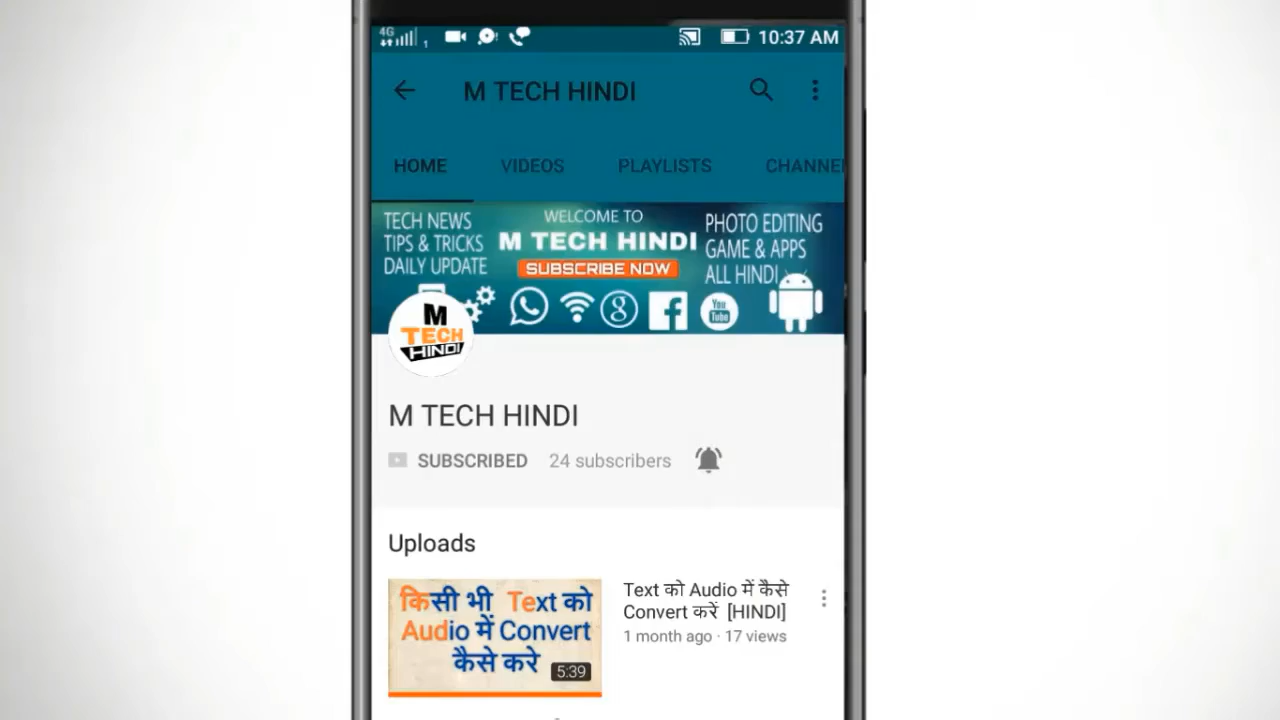 4G 1 10:37 AM
M TECH HINDI
HOME VIDEOS PLAYLISTS CHANNE
TECH NEWS
TIPS & TRICKS
DAILY UPDATE
WELCOME TO
M TECH HINDI
SUBSCRIBE NOW
PHOTO EDITING
GAME & APPS
ALL HINDI
g
f
You
Tube
M
TECH
HINDI
M TECH HINDI
SUBSCRIBED 24 subscribers
Uploads
किसी भी Text को
Audio में Convert
कैसे करे
5:39
Text को Audio में कैसे
Convert करें [HINDI]
1 month ago · 17 views